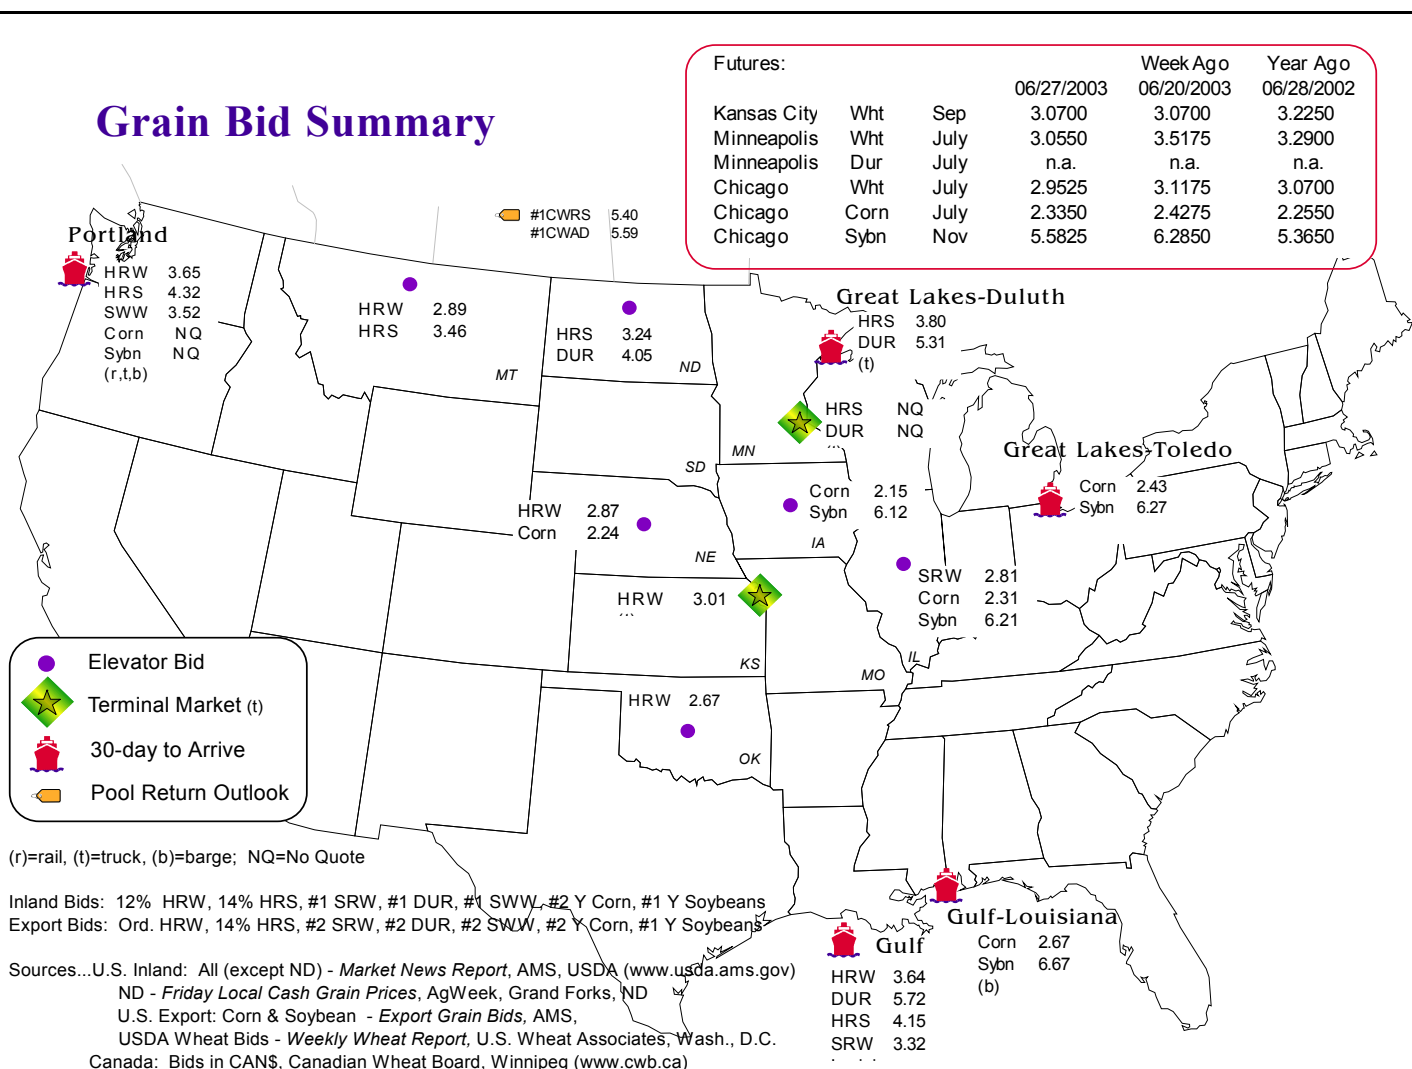 Futures: Week Ago Year Ago
06/27/2003 06/20/2003 06/28/2002
Kansas City Wht Sep 3.0700 3.0700 3.2250
Minneapolis Wht July 3.0550 3.5175 3.2900
Minneapolis Dur July n.a. n.a. n.a.
Chicago Wht July 2.9525 3.1175 3.0700
Chicago Corn July 2.3350 2.4275 2.2550
Chicago Sybn Nov 5.5825 6.2850 5.3650
Grain Bid Summary
#1CWRS 5.40
#1CWAD 5.59
Portland
HRW 3.65
HRS 4.32
SWW 3.52
Corn NQ
Sybn NQ
(r,t,b)
HRW 2.89
HRS 3.46
MT
HRS 3.24
DUR 4.05
ND
Great Lakes-Duluth
HRS 3.80
DUR 5.31
(t)
HRS NQ
DUR NQ
MN
SD
Great Lakes-Toledo
Corn 2.43
Sybn 6.27
Corn 2.15
Sybn 6.12
IA
HRW 2.87
Corn 2.24
NE
SRW 2.81
Corn 2.31
Sybn 6.21
IL
HRW 3.01
KS
MO
HRW 2.67
OK
Elevator Bid
Terminal Market (t)
30-day to Arrive
Pool Return Outlook
(r)=rail, (t)=truck, (b)=barge; NQ=No Quote
Inland Bids: 12% HRW, 14% HRS, #1 SRW, #1 DUR, #1 SWW, #2 Y Corn, #1 Y Soybeans
Export Bids: Ord. HRW, 14% HRS, #2 SRW, #2 DUR, #2 SWW, #2 Y Corn, #1 Y Soybeans
Gulf-Louisiana
Corn 2.67
Sybn 6.67
(b)
Gulf
HRW 3.64
DUR 5.72
HRS 4.15
SRW 3.32
Sources...U.S. Inland: All (except ND) - Market News Report, AMS, USDA (www.usda.ams.gov)
ND - Friday Local Cash Grain Prices, AgWeek, Grand Forks, ND
U.S. Export: Corn & Soybean - Export Grain Bids, AMS,
USDA Wheat Bids - Weekly Wheat Report, U.S. Wheat Associates, Wash., D.C.
Canada: Bids in CAN$, Canadian Wheat Board, Winnipeg (www.cwb.ca)